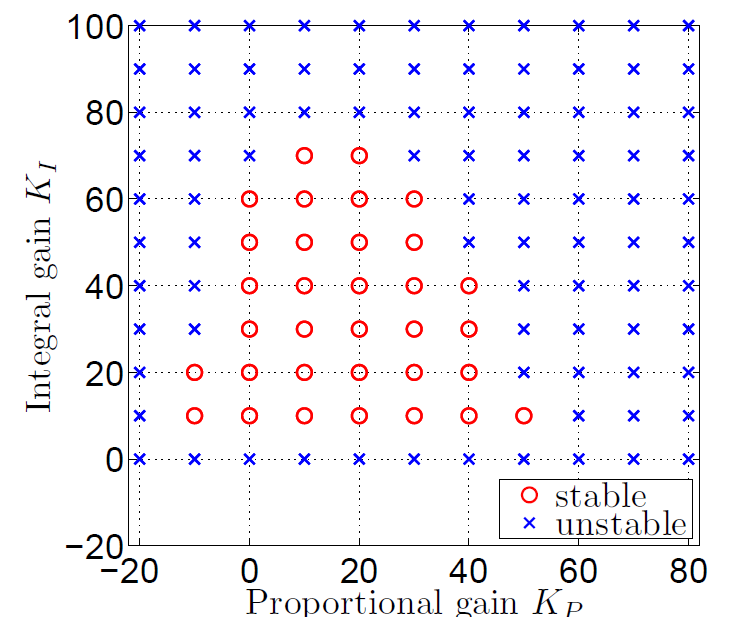 100
80
60
40
20
0
−20
−20 0 20 40 60 80
Integral gain K_I
Proportional gain K_P
stable
unstable